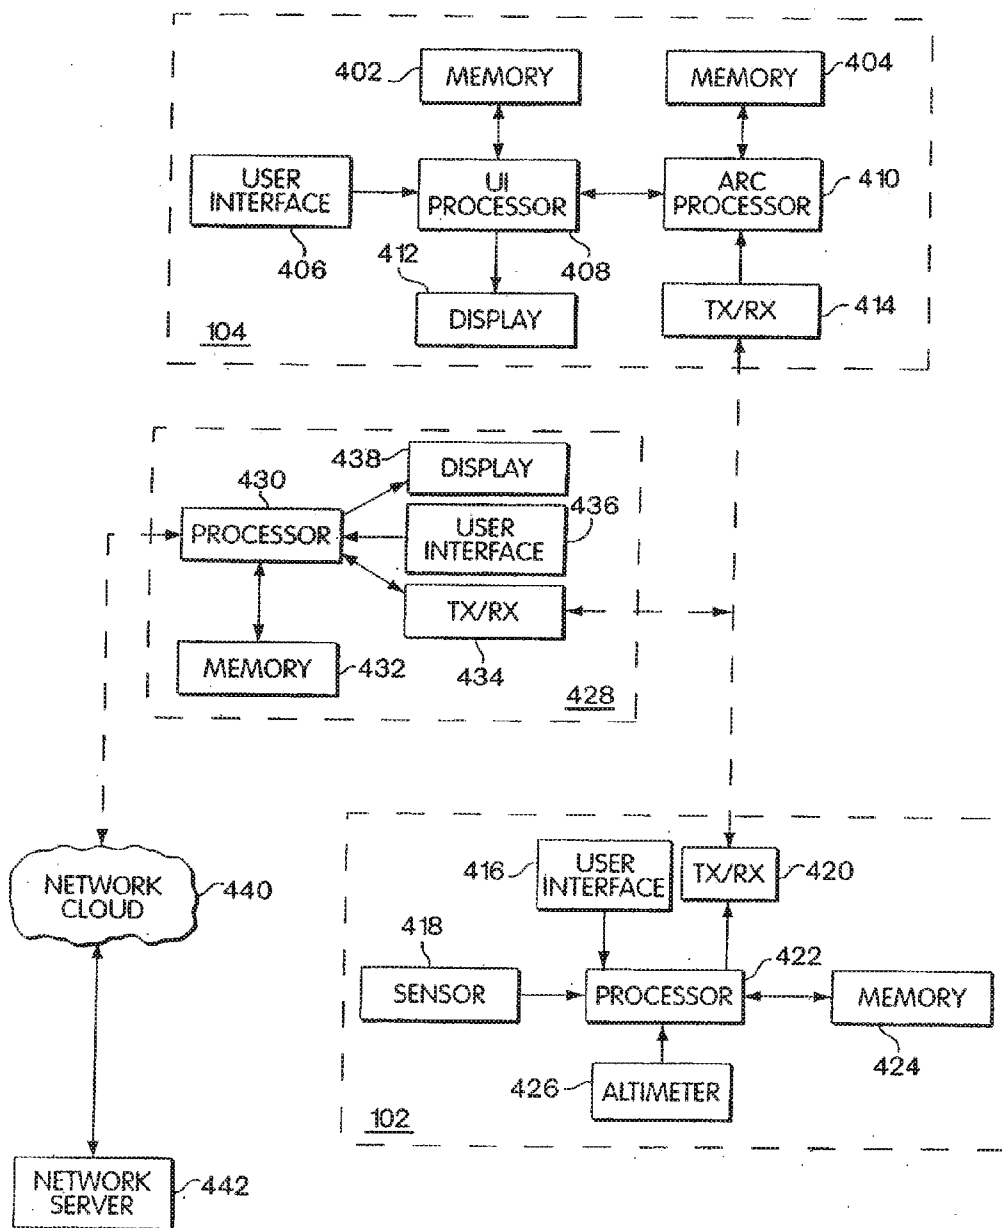 402
MEMORY
MEMORY
404
USER
INTERFACE
406
UI
PROCESSOR
408
ARC
PROCESSOR
410
412
DISPLAY
TX/RX
414
104
438
DISPLAY
430
PROCESSOR
USER
INTERFACE
436
TX/RX
434
MEMORY
432
428
NETWORK
CLOUD
440
416
USER
INTERFACE
TX/RX
420
418
SENSOR
PROCESSOR
422
MEMORY
424
426
ALTIMETER
102
NETWORK
SERVER
442